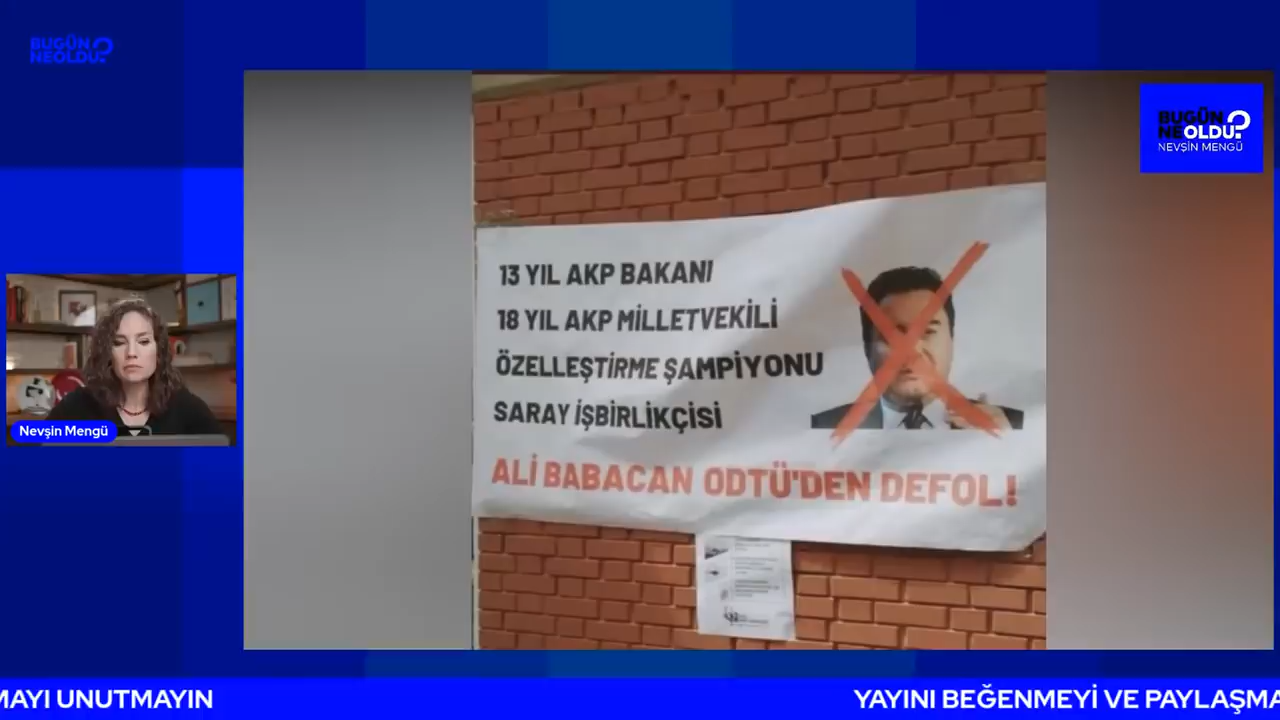 BUGÜN
NEOLDU?
BUGÜN
NEOLDU?
NEVŞİN MENGÜ
13 YIL AKP BAKANI
18 YIL AKP MİLLETVEKİLİ
ÖZELLEŞTİRME ŞAMPİYONU
SARAY İŞBİRLİKÇİSİ
ALİ BABACAN ODTÜ'DEN DEFOL!
Nevşin Mengü
MAYI UNUTMAYIN
YAYINI BEĞENMEYİ VE PAYLAŞMA